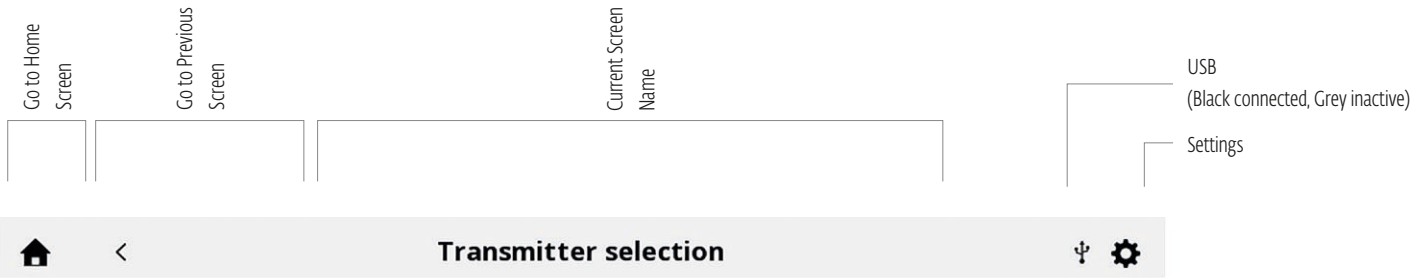 Go to Home
Screen
Go to Previous
Screen
Current Screen
Name
USB
(Black connected, Grey inactive)
Settings
Transmitter selection